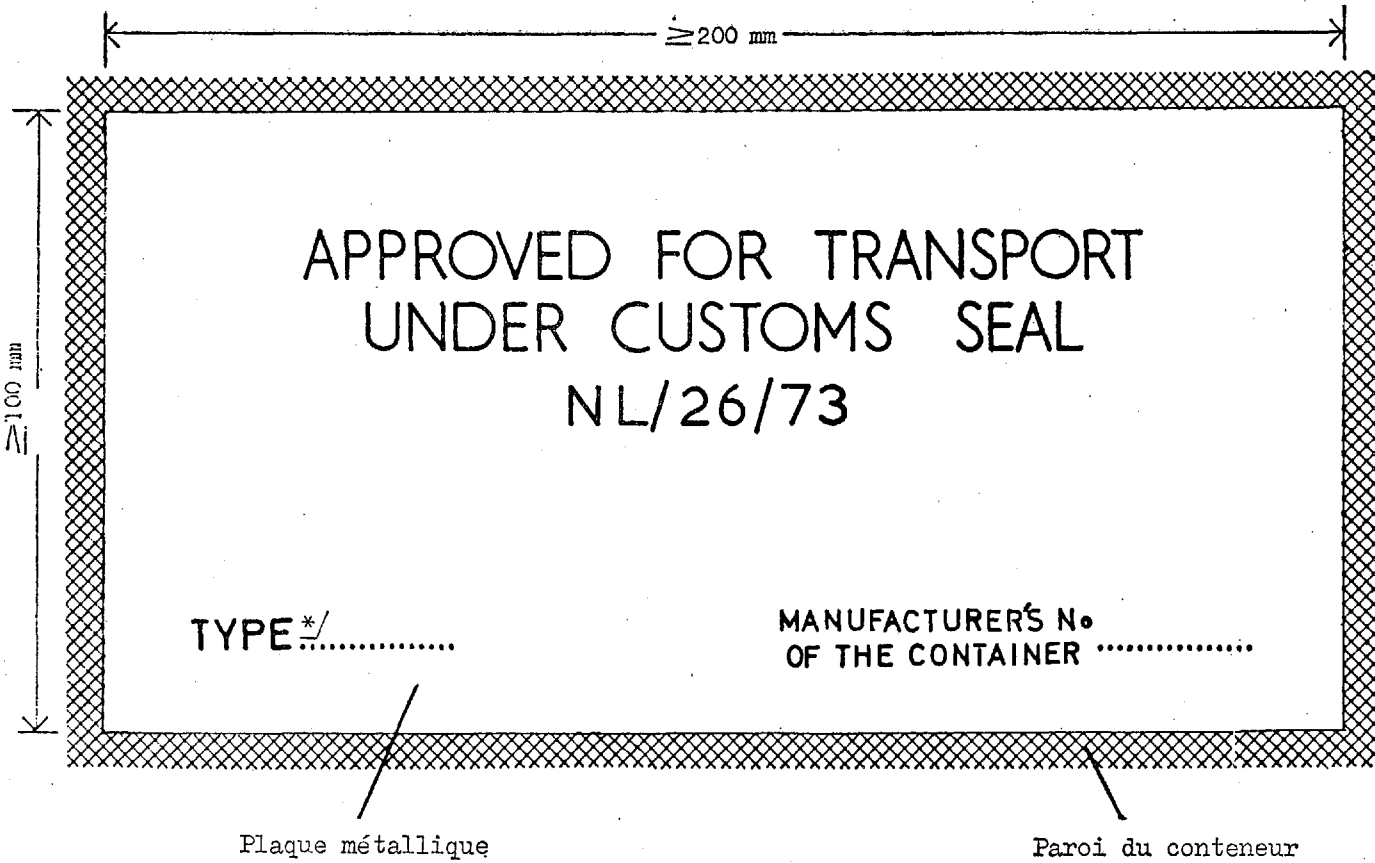 ≥200 mm
≥100 mm
APPROVED FOR TRANSPORT
UNDER CUSTOMS SEAL
NL/26/73
TYPE */...............
MANUFACTURER'S No
OF THE CONTAINER ...............
Plaque métallique
Paroi du conteneur